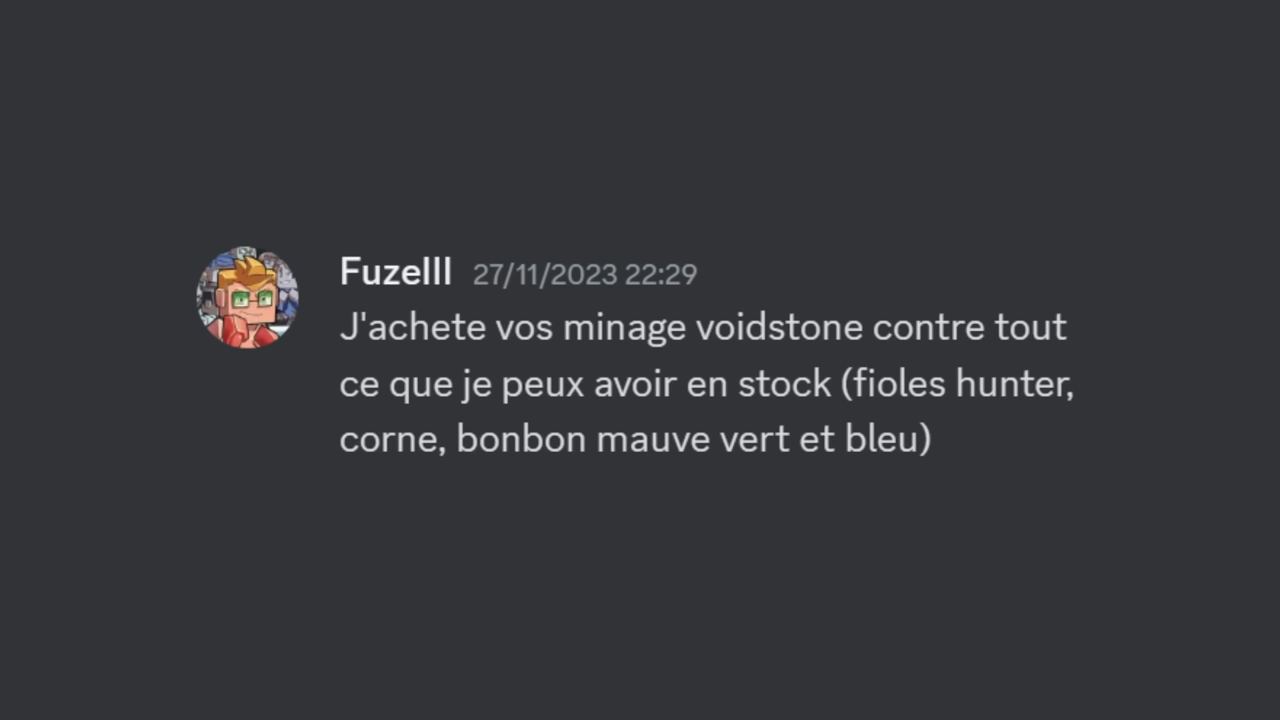 FuzeIII 27/11/2023 22:29
J'achete vos minage voidstone contre tout
ce que je peux avoir en stock (fioles hunter,
corne, bonbon mauve vert et bleu)